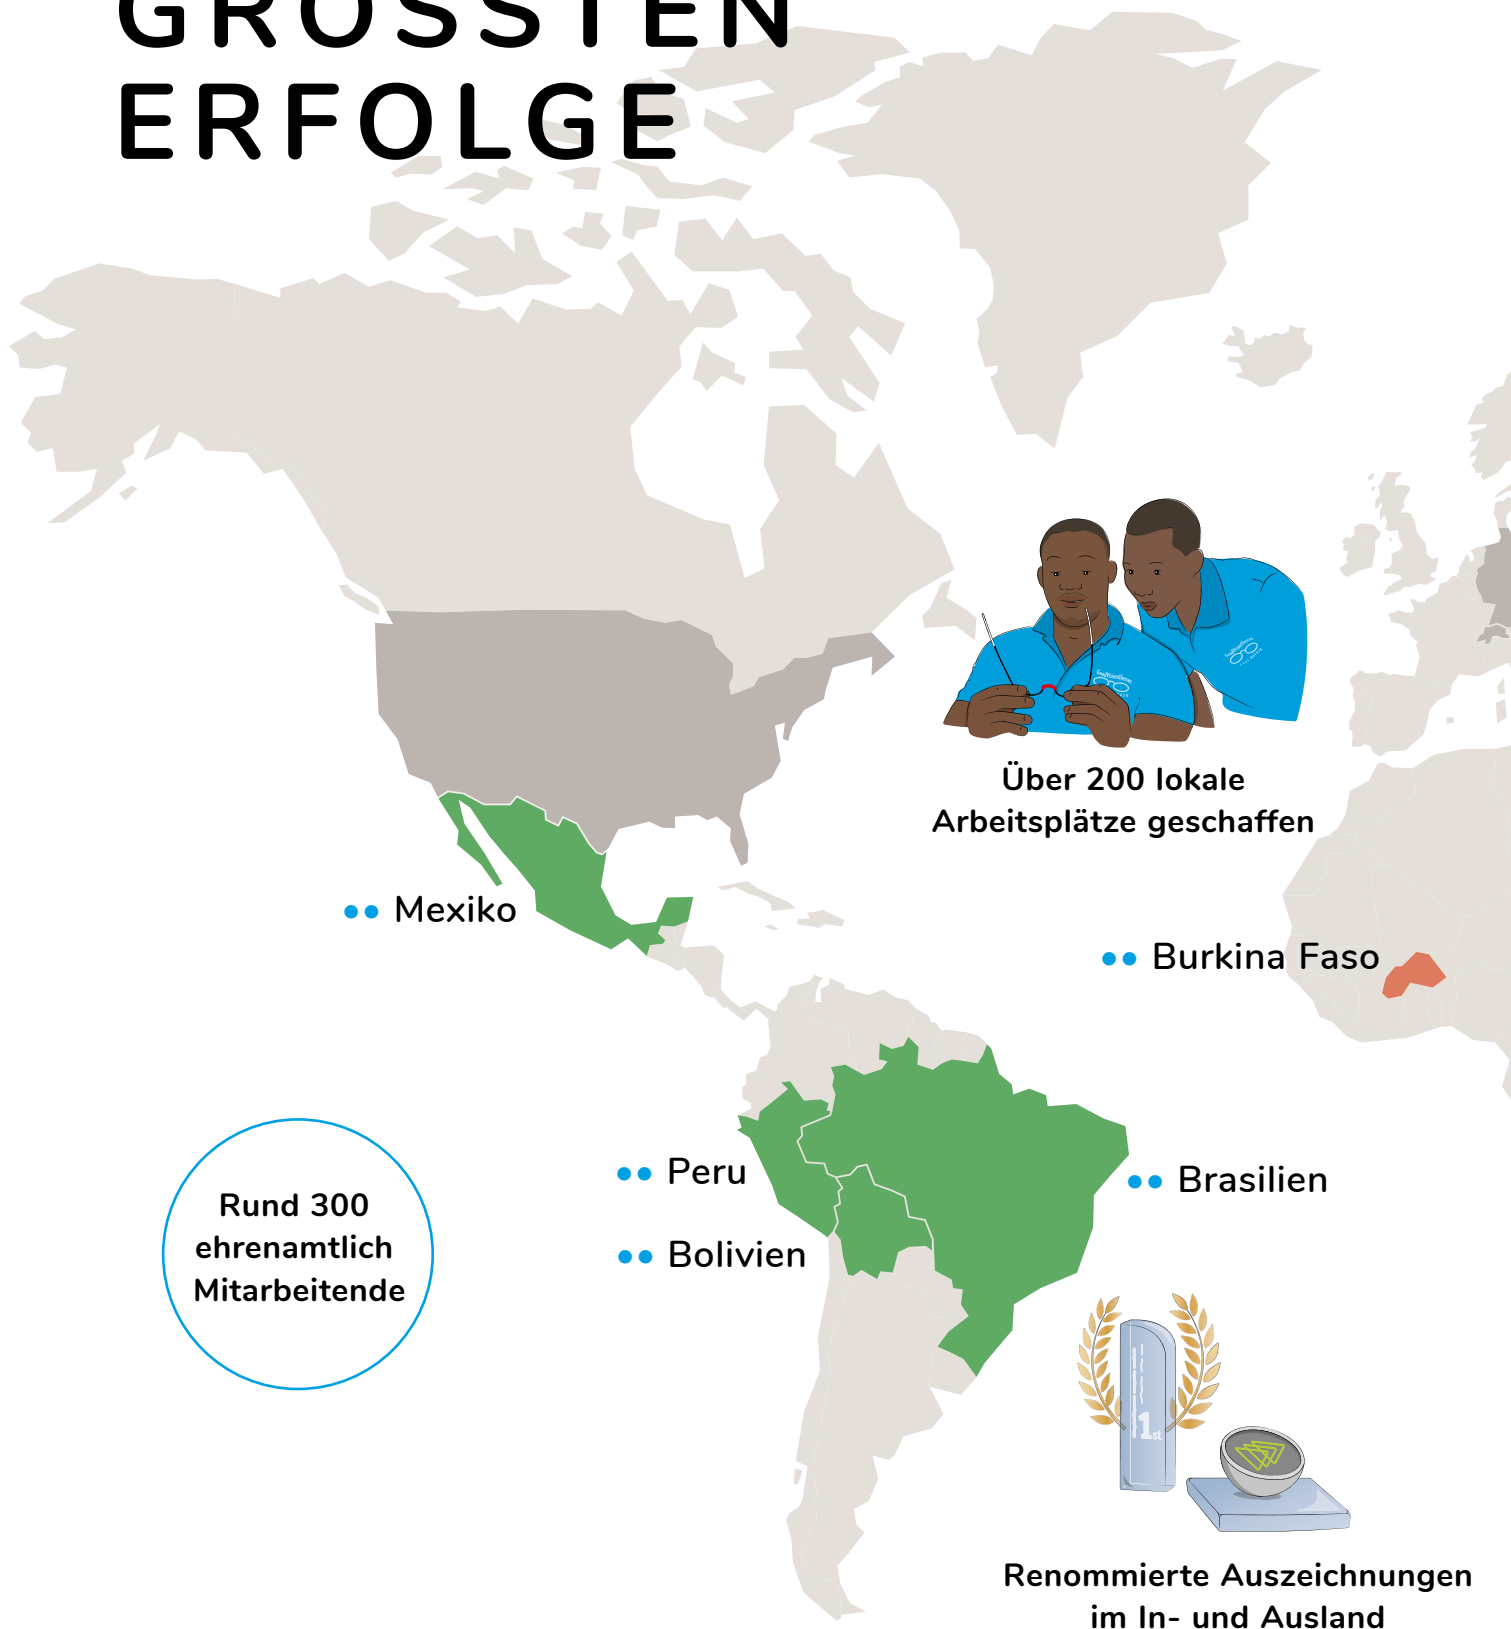 GRÖSSTEN
ERFOLGE
Über 200 lokale
Arbeitsplätze geschaffen
Mexiko
Burkina Faso
Peru
Brasilien
Bolivien
Rund 300
ehrenamtlich
Mitarbeitende
1st
Renommierte Auszeichnungen
im In- und Ausland